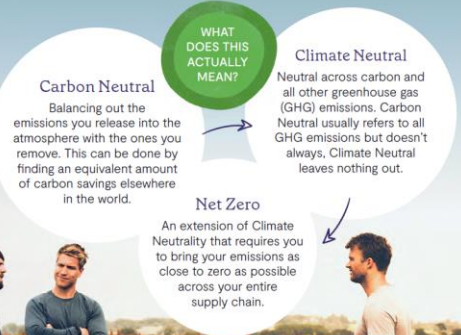 WHAT
DOES THIS
ACTUALLY
MEAN?
Carbon Neutral
Balancing out the
emissions you release into the
atmosphere with the ones you
remove. This can be done by
finding an equivalent amount
of carbon savings elsewhere
in the world.
Climate Neutral
Neutral across carbon and
all other greenhouse gas
(GHG) emissions. Carbon
Neutral usually refers to all
GHG emissions but doesn't
always, Climate Neutral
leaves nothing out.
Net Zero
An extension of Climate
Neutrality that requires you
to bring your emissions as
close to zero as possible
across your entire
supply chain.